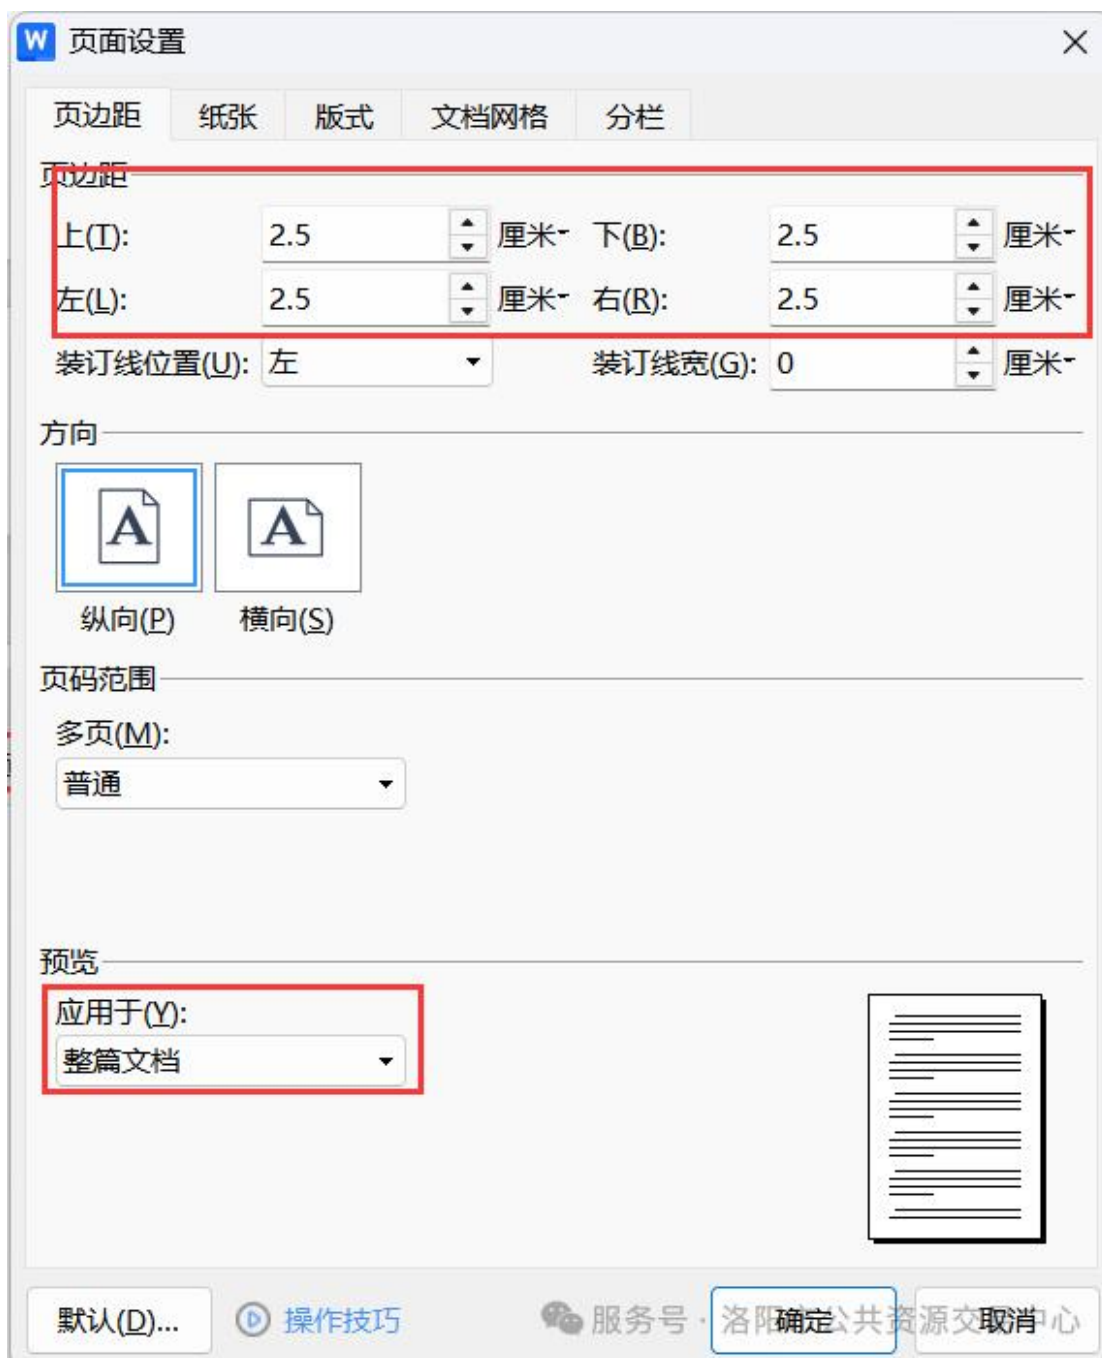 W 页面设置
页边距 纸张 版式 文档网格 分栏
页边距
上(T): 2.5 厘米 下(B): 2.5 厘米
左(L): 2.5 厘米 右(R): 2.5 厘米
装订线位置(U): 左 装订线宽(G): 0 厘米
方向
A A
纵向(P) 横向(S)
页码范围
多页(M):
普通
预览
应用于(Y):
整篇文档
默认(D)... 操作技巧 确定 取消
服务号 · 洛阳市公共资源交易中心